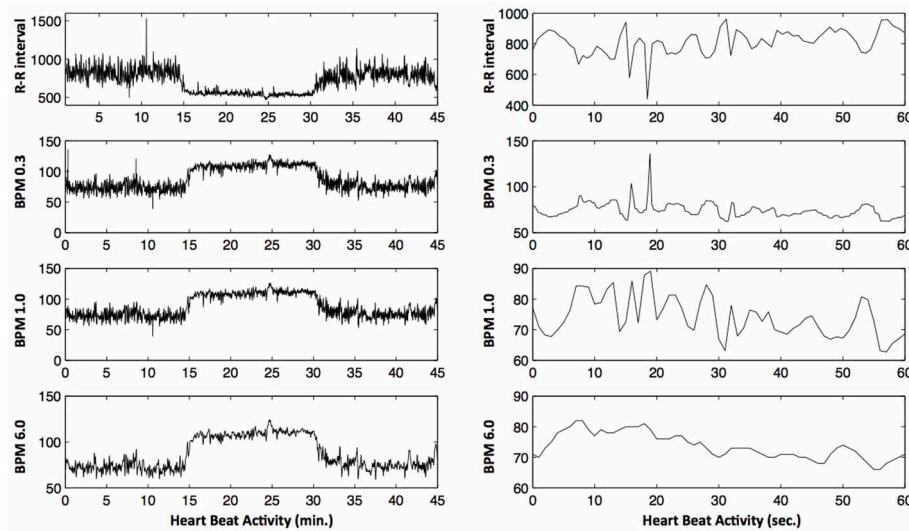 1500
1000
500
R-R interval
5 10 15 20 25 30 35 40 45
1000
800
600
400
R-R interval
0 10 20 30 40 50 60
150
100
50
0
BPM 0.3
0 5 10 15 20 25 30 35 40 45
150
100
50
BPM 0.3
0 10 20 30 40 50 60
150
100
50
0
BPM 1.0
0 5 10 15 20 25 30 35 40 45
90
80
70
60
BPM 1.0
0 10 20 30 40 50 60
150
100
50
BPM 6.0
0 5 10 15 20 25 30 35 40 45
Heart Beat Activity (min.)
90
80
70
60
BPM 6.0
0 10 20 30 40 50 60
Heart Beat Activity (sec.)